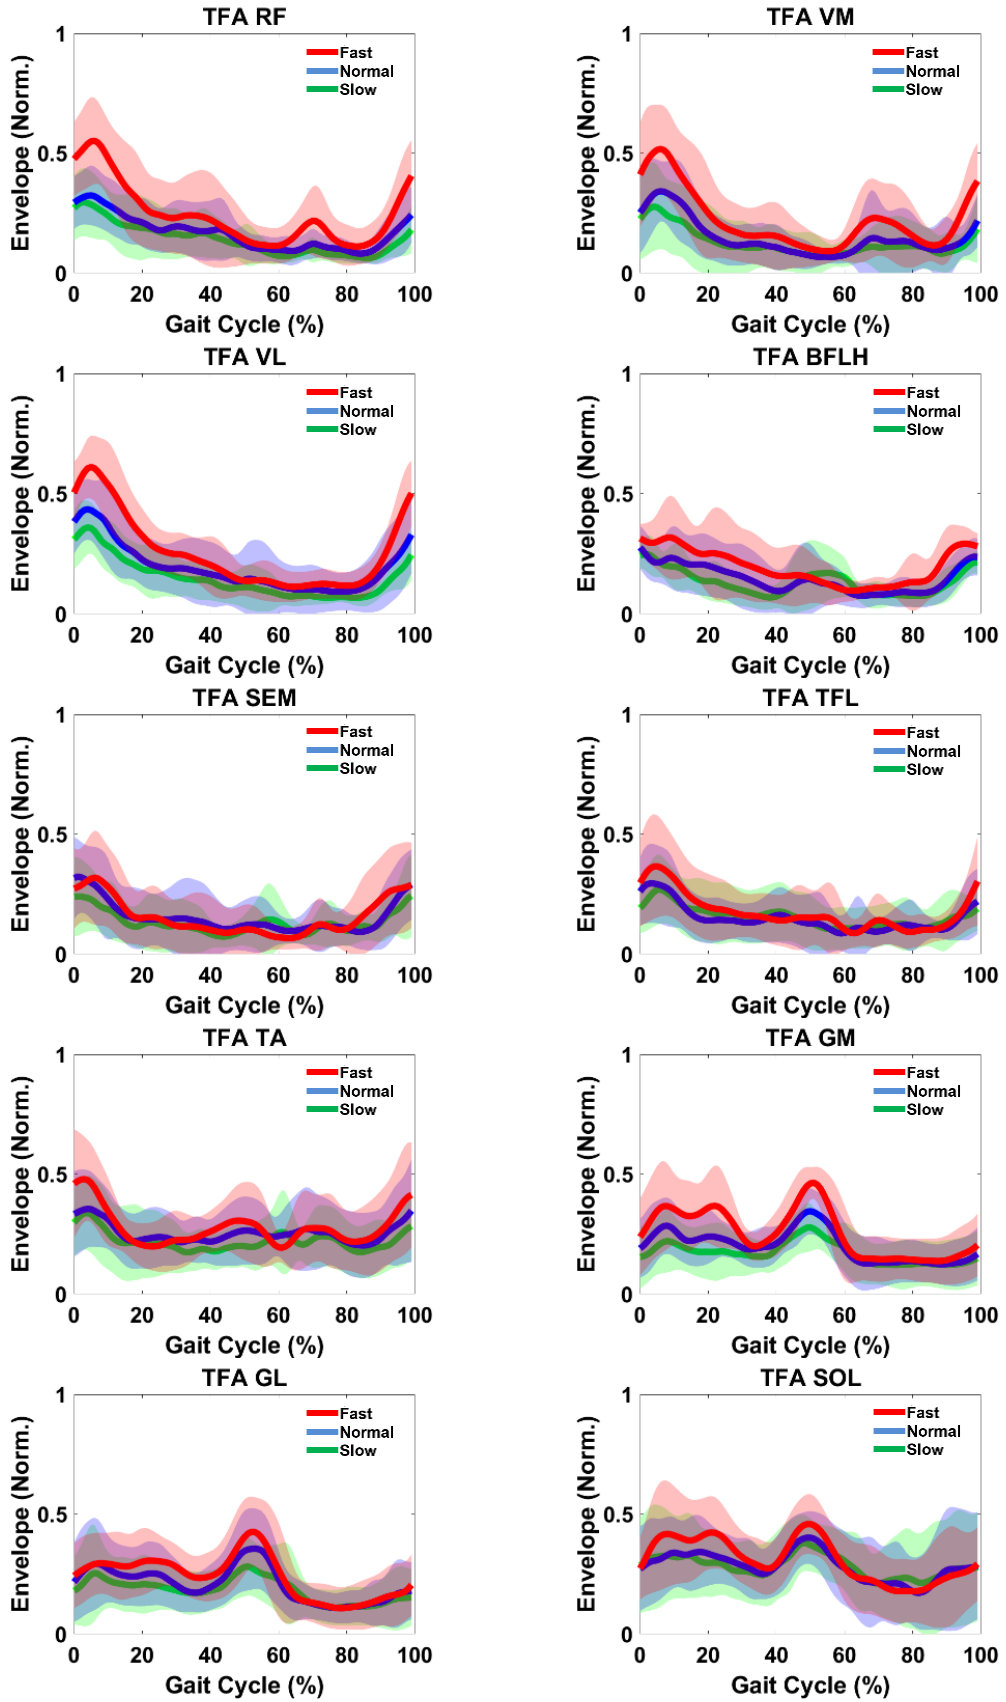 TFA RF
1
Fast
Normal
Slow
Envelope (Norm.)
0.5
0
0 20 40 60 80 100
Gait Cycle (%)
TFA VM
1
Fast
Normal
Slow
Envelope (Norm.)
0.5
0
0 20 40 60 80 100
Gait Cycle (%)
TFA VL
1
Fast
Normal
Slow
Envelope (Norm.)
0.5
0
0 20 40 60 80 100
Gait Cycle (%)
TFA BFLH
1
Fast
Normal
Slow
Envelope (Norm.)
0.5
0
0 20 40 60 80 100
Gait Cycle (%)
TFA SEM
1
Fast
Normal
Slow
Envelope (Norm.)
0.5
0
0 20 40 60 80 100
Gait Cycle (%)
TFA TFL
1
Fast
Normal
Slow
Envelope (Norm.)
0.5
0
0 20 40 60 80 100
Gait Cycle (%)
TFA TA
1
Fast
Normal
Slow
Envelope (Norm.)
0.5
0
0 20 40 60 80 100
Gait Cycle (%)
TFA GM
1
Fast
Normal
Slow
Envelope (Norm.)
0.5
0
0 20 40 60 80 100
Gait Cycle (%)
TFA GL
1
Fast
Normal
Slow
Envelope (Norm.)
0.5
0
0 20 40 60 80 100
Gait Cycle (%)
TFA SOL
1
Fast
Normal
Slow
Envelope (Norm.)
0.5
0
0 20 40 60 80 100
Gait Cycle (%)